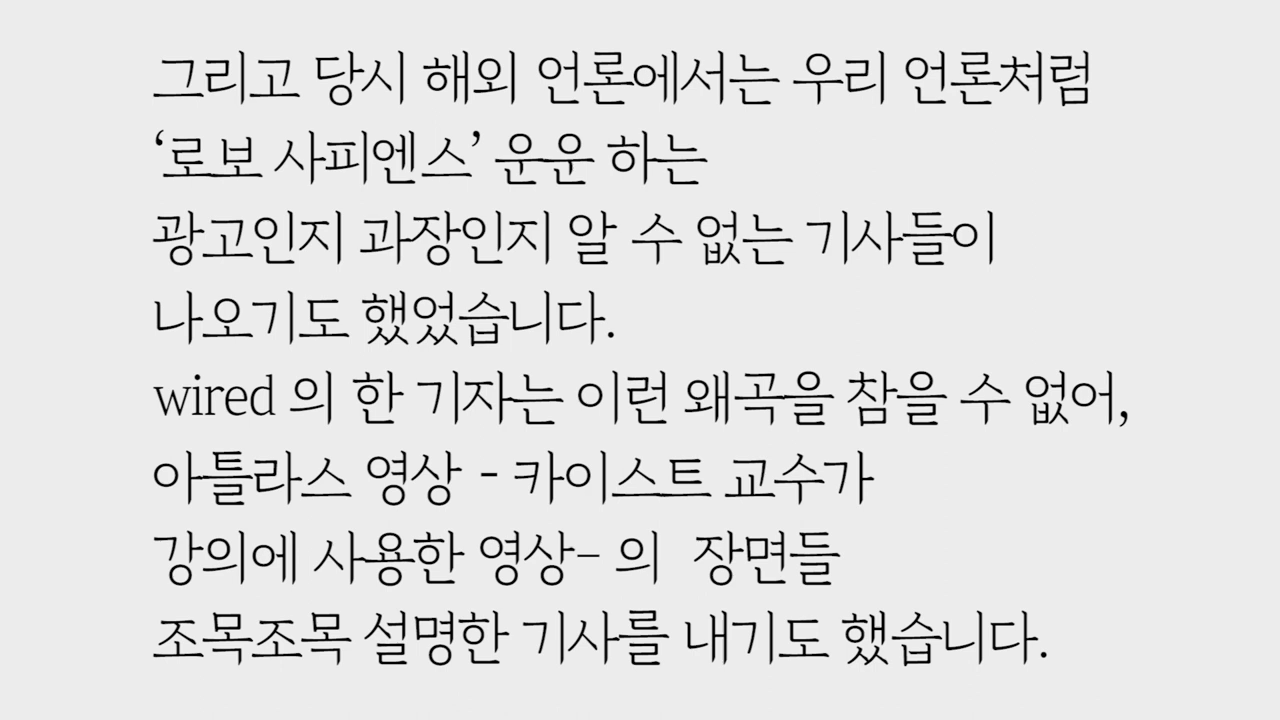 그리고 당시 해외 언론에서는 우리 언론처럼
‘로보 사피엔스’ 운운 하는
광고인지 과장인지 알 수 없는 기사들이
나오기도 했었습니다.
wired 의 한 기자는 이런 왜곡을 참을 수 없어,
아틀라스 영상 - 카이스트 교수가
강의에 사용한 영상– 의  장면들
조목조목 설명한 기사를 내기도 했습니다.